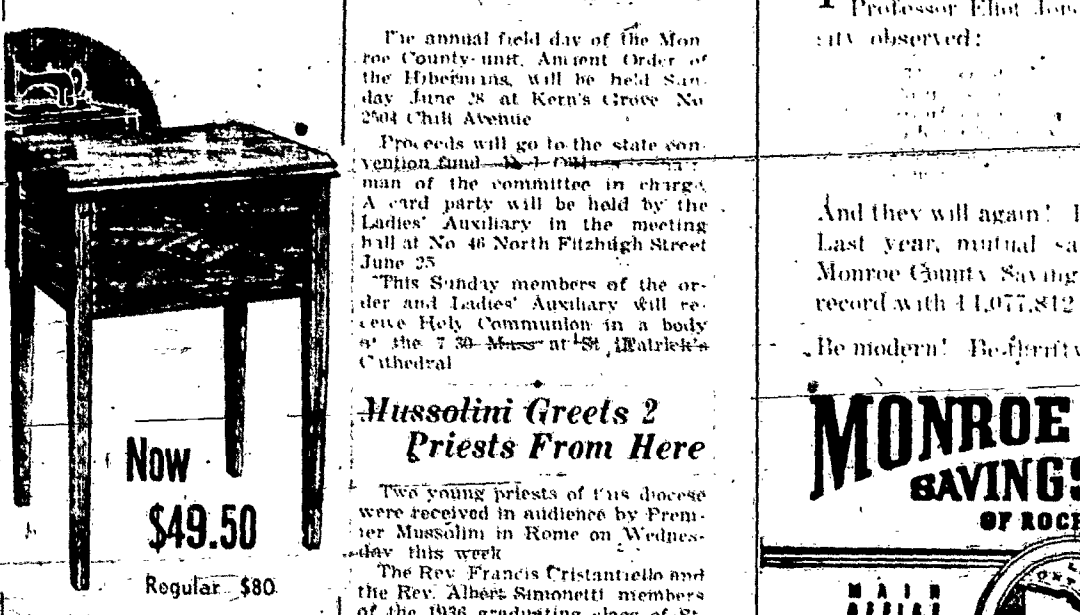 Now
$49.50
Regular $80
The annual field day of the Mon
roe County unit, Ancient Order of
the Hibernians, will be held Sun-
day June 28 at Kern's Grove No
2504 Chili Avenue
Proceeds will go to the state con-
vention fund
man of the committee in charge.
A card party will be held by the
Ladies' Auxiliary in the meeting
hall at No 46 North Fitzhugh Street
June 25
This Sunday members of the or-
der and Ladies' Auxiliary will re-
ceive Holy Communion in a body
at the 7 30 Mass at St Patrick's
Cathedral
Mussolini Greets 2
Priests From Here
Two young priests of this diocese
were received in audience by Prem-
ier Mussolini in Rome on Wednes-
day this week
The Rev. Francis Cristantiello and
the Rev. Albert Simonetti members
of the 1936 graduating class of St.
Professor Eliot
observed:
And they will again!
Last year, mutual sa
Monroe County Saving
record with
Be modern! Be thrifty
MONROE
SAVINGS
OF ROCH
MAIN
OFFICE